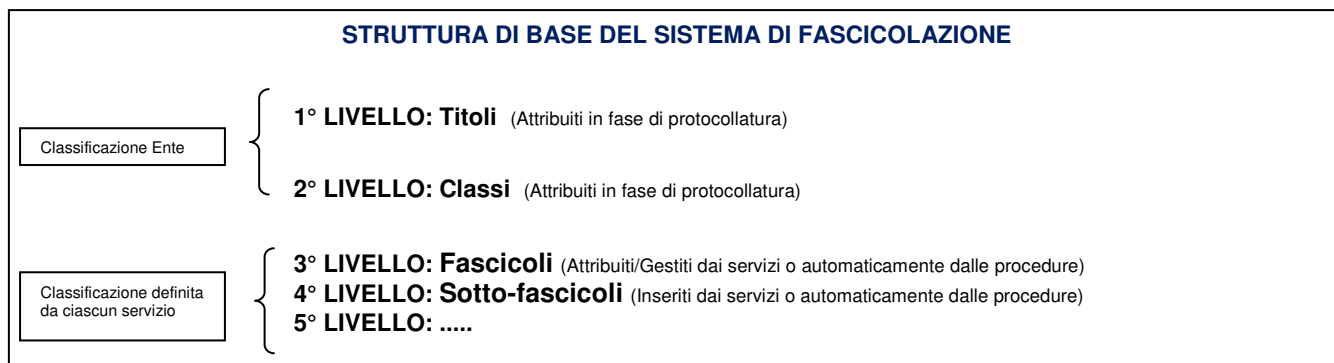 STRUTTURA DI BASE DEL SISTEMA DI FASCICOLAZIONE
Classificazione Ente
1° LIVELLO: Titoli (Attribuiti in fase di protocollatura)
2° LIVELLO: Classi (Attribuiti in fase di protocollatura)
Classificazione definita
da ciascun servizio
3° LIVELLO: Fascicoli (Attribuiti/Gestiti dai servizi o automaticamente dalle procedure)
4° LIVELLO: Sotto-fascicoli (Inseriti dai servizi o automaticamente dalle procedure)
5° LIVELLO: .....